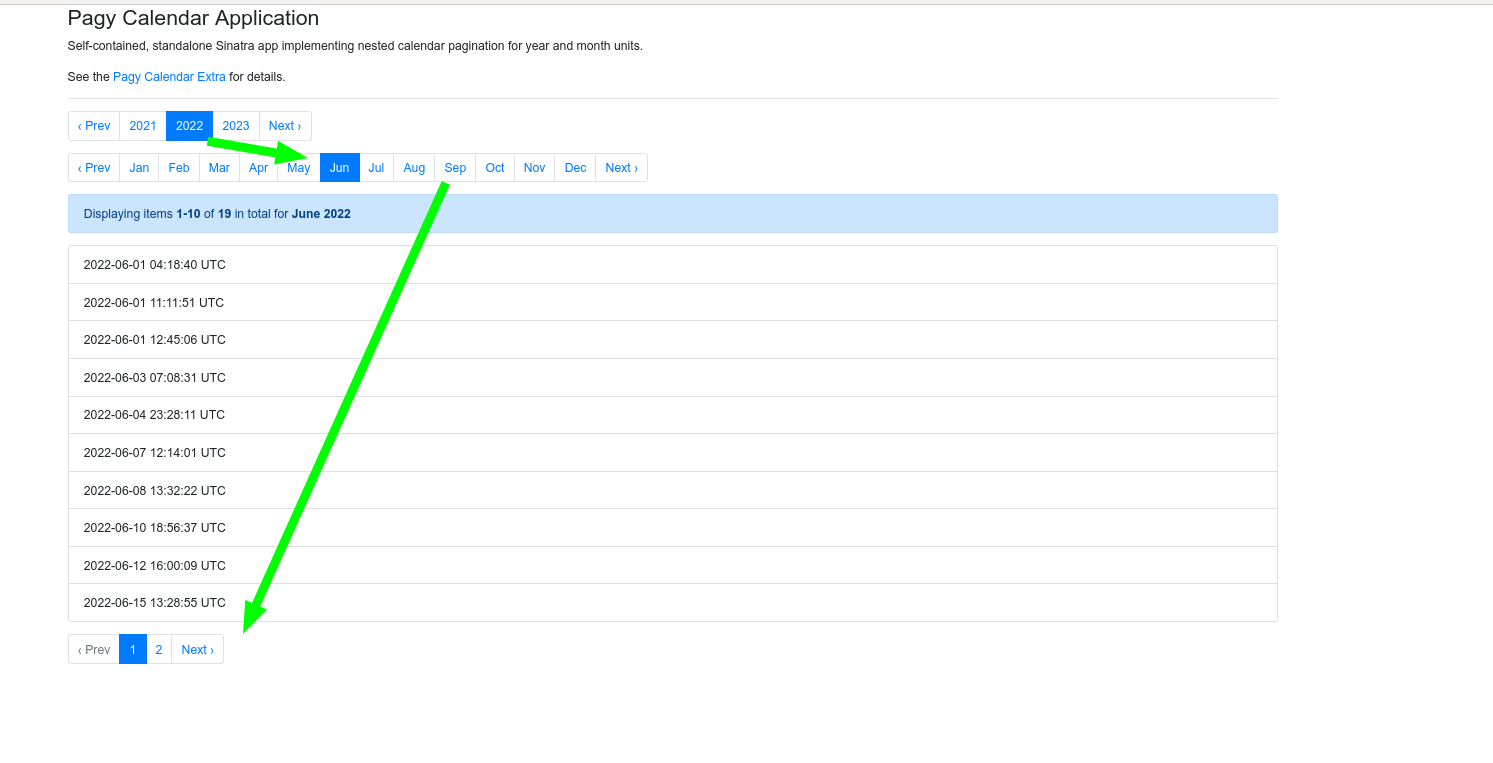 Pagy Calendar Application
Self-contained, standalone Sinatra app implementing nested calendar pagination for year and month units.
See the Pagy Calendar Extra for details.
‹ Prev 2021 2022 2023 Next ›
‹ Prev Jan Feb Mar Apr May Jun Jul Aug Sep Oct Nov Dec Next ›
Displaying items 1-10 of 19 in total for June 2022
2022-06-01 04:18:40 UTC
2022-06-01 11:11:51 UTC
2022-06-01 12:45:06 UTC
2022-06-03 07:08:31 UTC
2022-06-04 23:28:11 UTC
2022-06-07 12:14:01 UTC
2022-06-08 13:32:22 UTC
2022-06-10 18:56:37 UTC
2022-06-12 16:00:09 UTC
2022-06-15 13:28:55 UTC
‹ Prev 1 2 Next ›